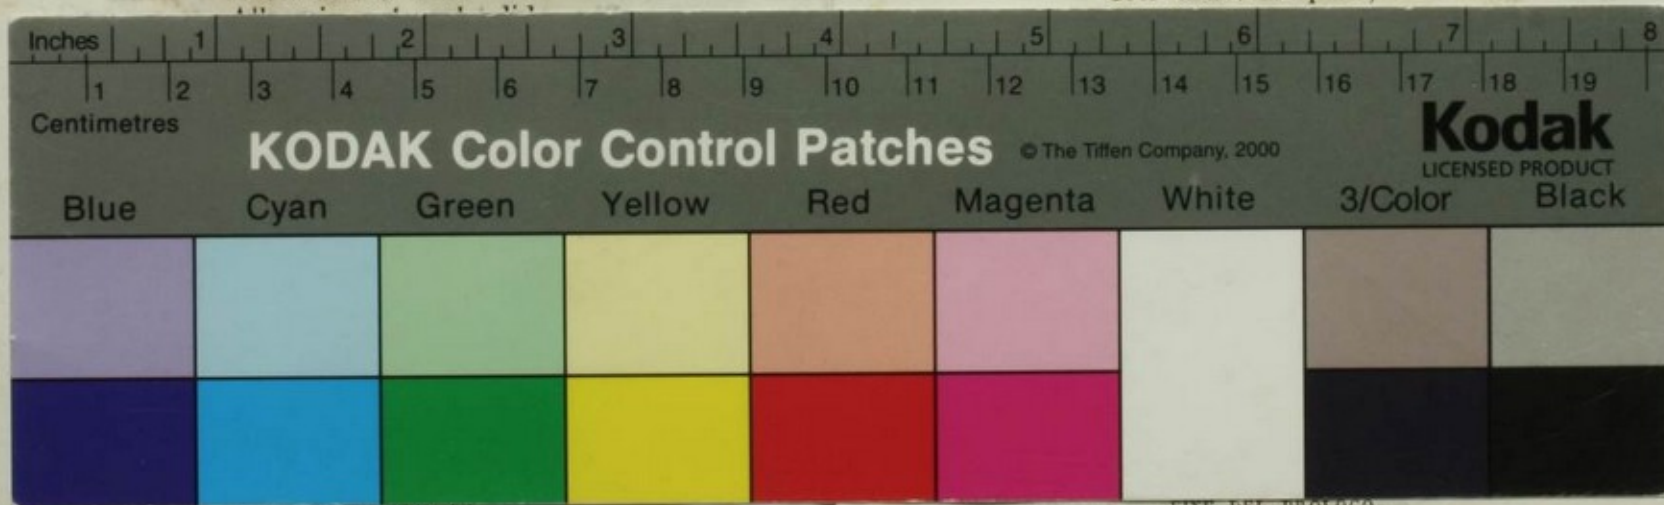 Inches 1 2 3 4 5 6 7 8
1 2 3 4 5 6 7 8 9 10 11 12 13 14 15 16 17 18 19
Centimetres
KODAK Color Control Patches © The Tiffen Company, 2000 Kodak
LICENSED PRODUCT
Blue Cyan Green Yellow Red Magenta White 3/Color Black